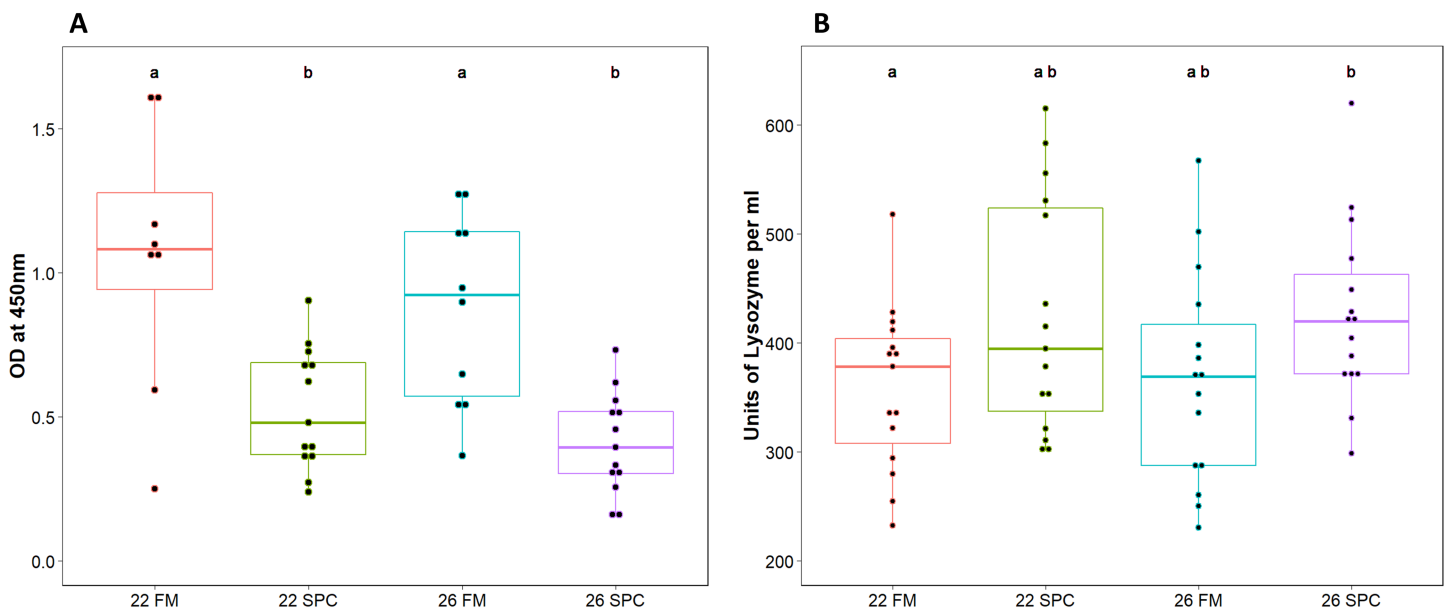 A
a b a b
OD at 450nm
1.5
1.0
0.5
0.0
22 FM 22 SPC 26 FM 26 SPC
B
a a b a b b
Units of Lysozyme per ml
600
500
400
300
200
22 FM 22 SPC 26 FM 26 SPC